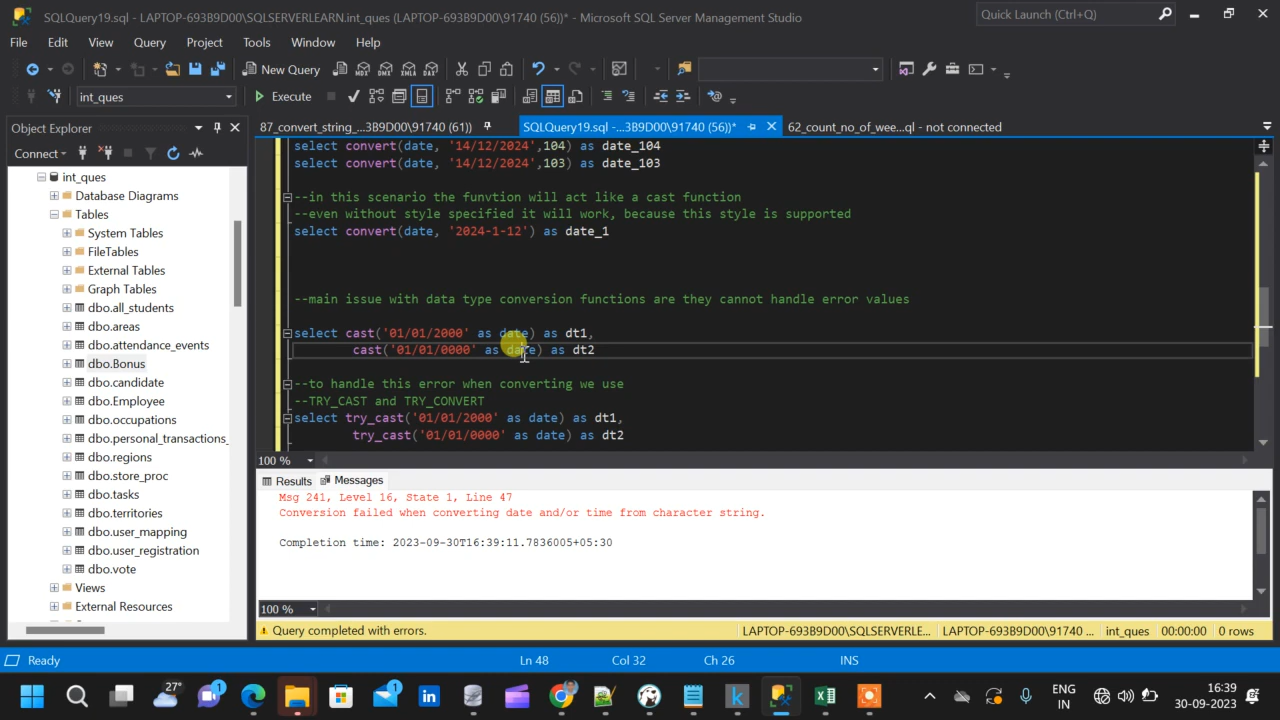 SQLQuery19.sql - LAPTOP-693B9D00\SQLSERVERLEARN.int_ques (LAPTOP-693B9D00\91740 (56))* - Microsoft SQL Server Management Studio
Quick Launch (Ctrl+Q)
File Edit View Query Project Tools Window Help
New Query
MDX DMX XMLA DAX
int_ques
Execute
Object Explorer
87_convert_string_...3B9D00\91740 (61))
SQLQuery19.sql -...3B9D00\91740 (56))*
62_count_no_of_wee...ql - not connected
Connect
int_ques
Database Diagrams
Tables
System Tables
FileTables
External Tables
Graph Tables
dbo.all_students
dbo.areas
dbo.attendance_events
dbo.Bonus
dbo.candidate
dbo.Employee
dbo.occupations
dbo.personal_transactions_
dbo.regions
dbo.store_proc
dbo.tasks
dbo.territories
dbo.user_mapping
dbo.user_registration
dbo.vote
Views
External Resources
select convert(date, '14/12/2024',104) as date_104
select convert(date, '14/12/2024',103) as date_103
--in this scenario the funvtion will act like a cast function
--even without style specified it will work, because this style is supported
select convert(date, '2024-1-12') as date_1
--main issue with data type conversion functions are they cannot handle error values
select cast('01/01/2000' as date) as dt1,
cast('01/01/0000' as date) as dt2
--to handle this error when converting we use
--TRY_CAST and TRY_CONVERT
select try_cast('01/01/2000' as date) as dt1,
try_cast('01/01/0000' as date) as dt2
100 %
Results Messages
Msg 241, Level 16, State 1, Line 47
Conversion failed when converting date and/or time from character string.
Completion time: 2023-09-30T16:39:11.7836005+05:30
100 %
Query completed with errors.
LAPTOP-693B9D00\SQLSERVERLE... LAPTOP-693B9D00\91740 ... int_ques 00:00:00 0 rows
Ready
Ln 48 Col 32 Ch 26 INS
27°
1
1
ENG
IN
16:39
30-09-2023